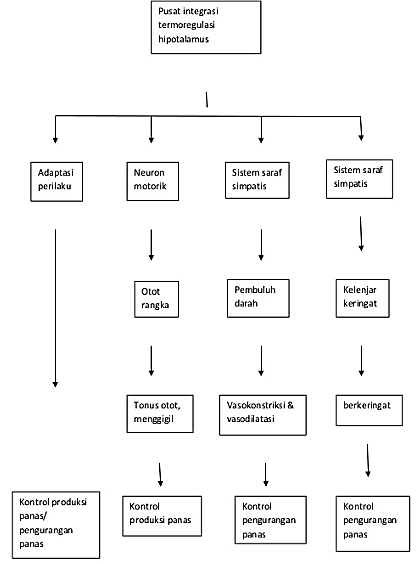 Pusat integrasi
termoregulasi
hipotalamus
Adaptasi
perilaku
Neuron
motorik
Sistem saraf
simpatis
Sistem saraf
simpatis
Otot
rangka
Pembuluh
darah
Kelenjar
keringat
Tonus otot,
menggigil
Vasokonstriksi &
vasodilatasi
berkeringat
Kontrol produksi
panas/
pengurangan
panas
Kontrol
produksi panas
Kontrol
pengurangan
panas
Kontrol
pengurangan
panas